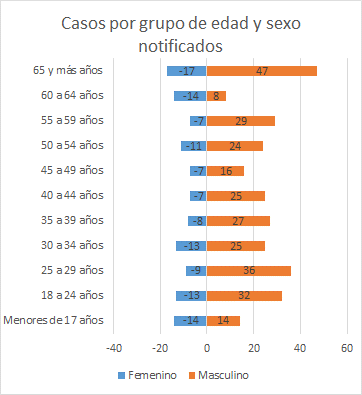 Casos por grupo de edad y sexo
notificados
65 y más años -17 47
60 a 64 años -14 8
55 a 59 años -7 29
50 a 54 años -11 24
45 a 49 años -7 16
40 a 44 años -7 25
35 a 39 años -8 27
30 a 34 años -13 25
25 a 29 años -9 36
18 a 24 años -13 32
Menores de 17 años -14 14
-40 -20 0 20 40 60
Femenino Masculino